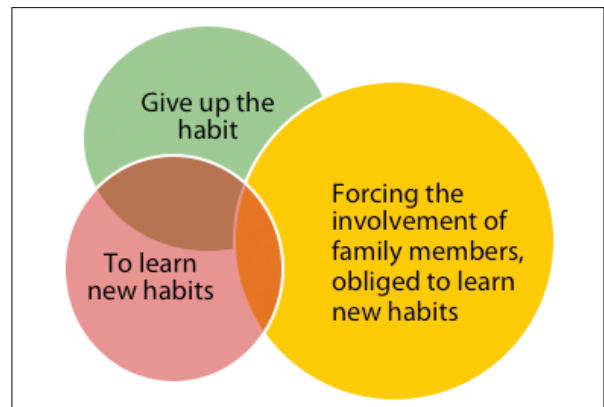 Give up the
habit
To learn
new habits
Forcing the
involvement of
family members,
obliged to learn
new habits